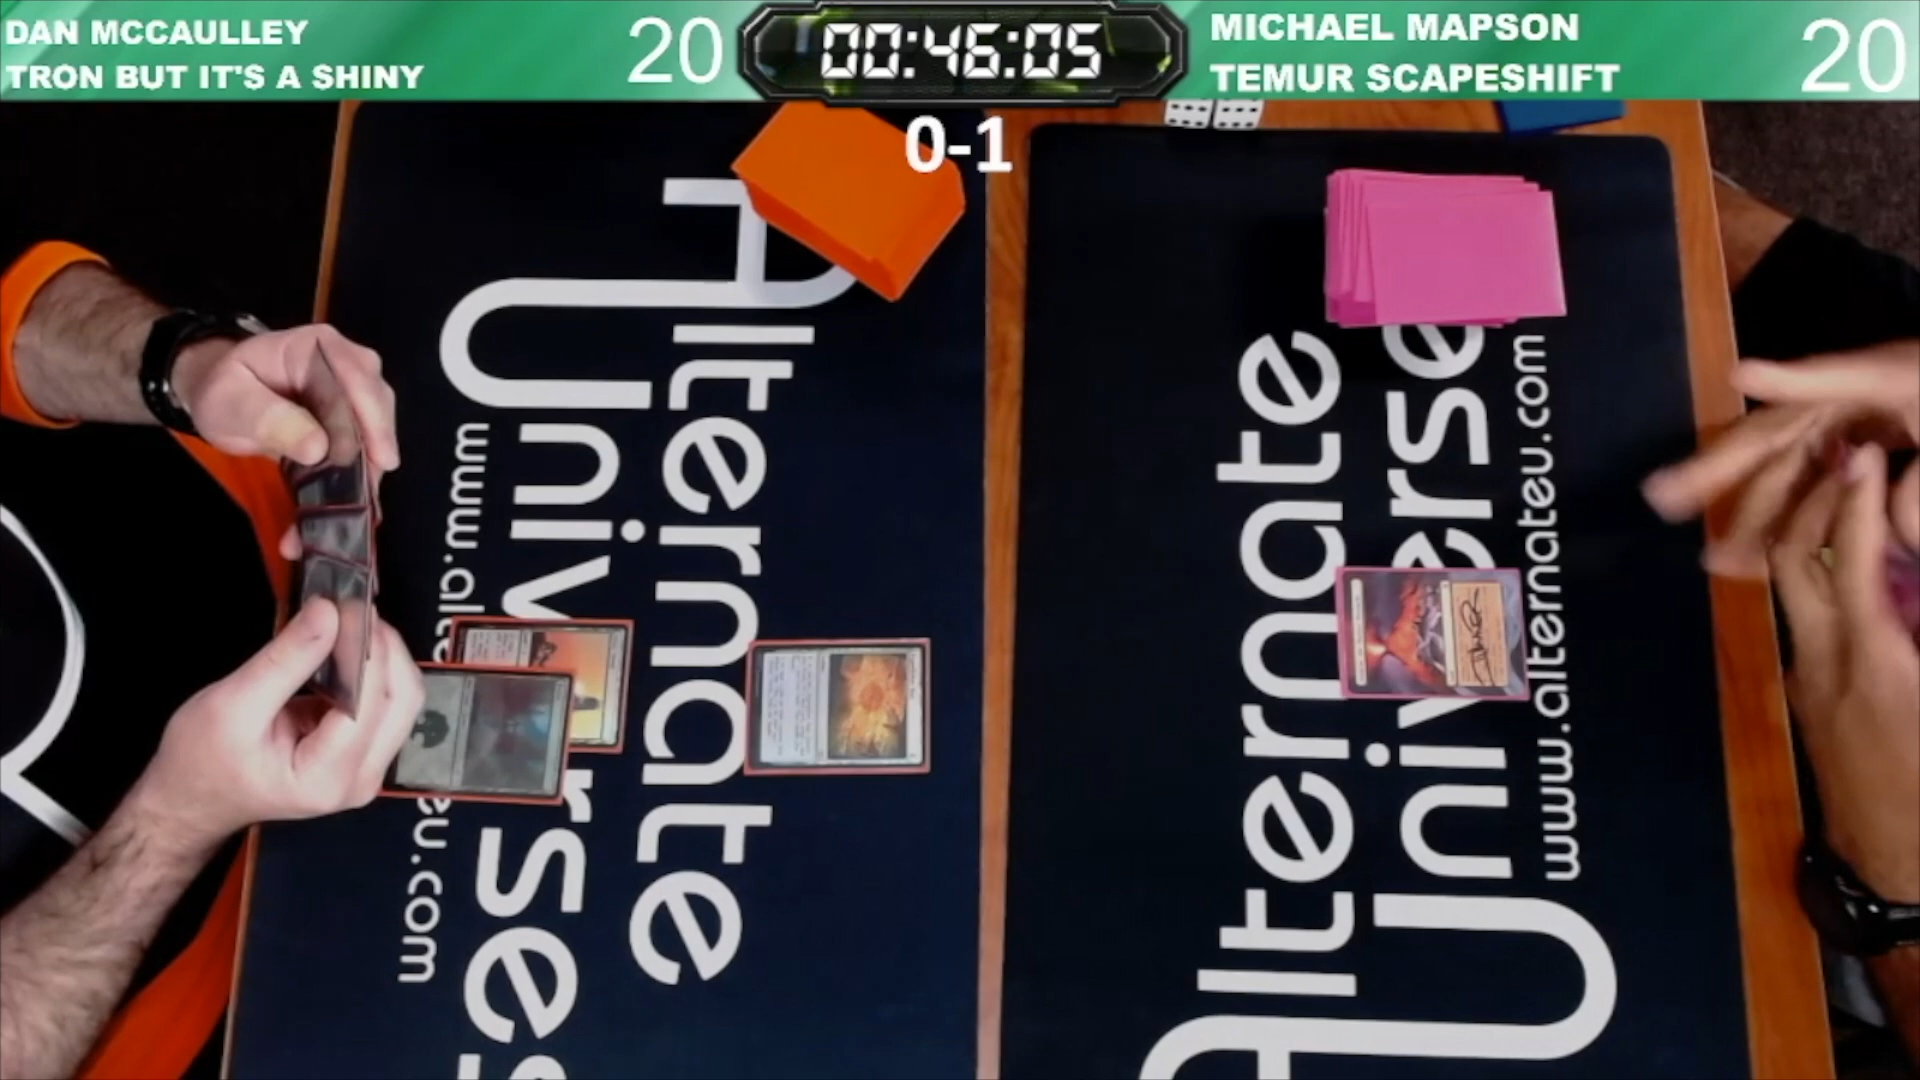 DAN MCCAULLEY
TRON BUT IT'S A SHINY
20
00:46:05
MICHAEL MAPSON
TEMUR SCAPESHIFT
20
0-1
Alternate
Universe
www.alternateu.com
Alternate
Universe
www.alternateu.com